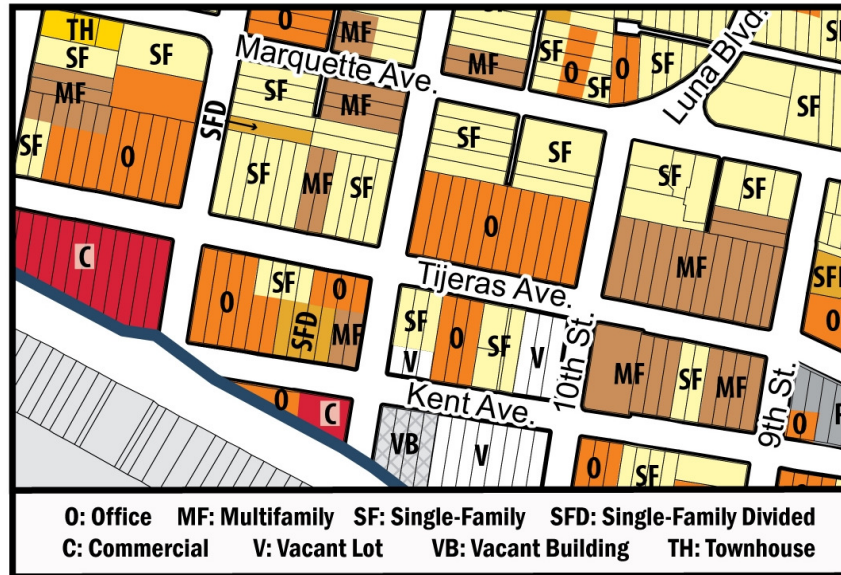 O
MF
TH
SF
SF
Marquette Ave.
SF
SF
O
SF
O
SF
Luna Blvd.
MF
SF
MF
MF
SF
SFD
SF
SF
SF
SF
O
SF
MF
SF
O
SF
SF
MF
SFD
O
C
Tijeras Ave.
SF
O
O
SFD
MF
SF
O
SF
V
V
10th St.
MF
SF
MF
9th St.
O
Kent Ave.
O
C
VB
V
O
SF
O
O: Office MF: Multifamily SF: Single-Family SFD: Single-Family Divided
C: Commercial V: Vacant Lot VB: Vacant Building TH: Townhouse